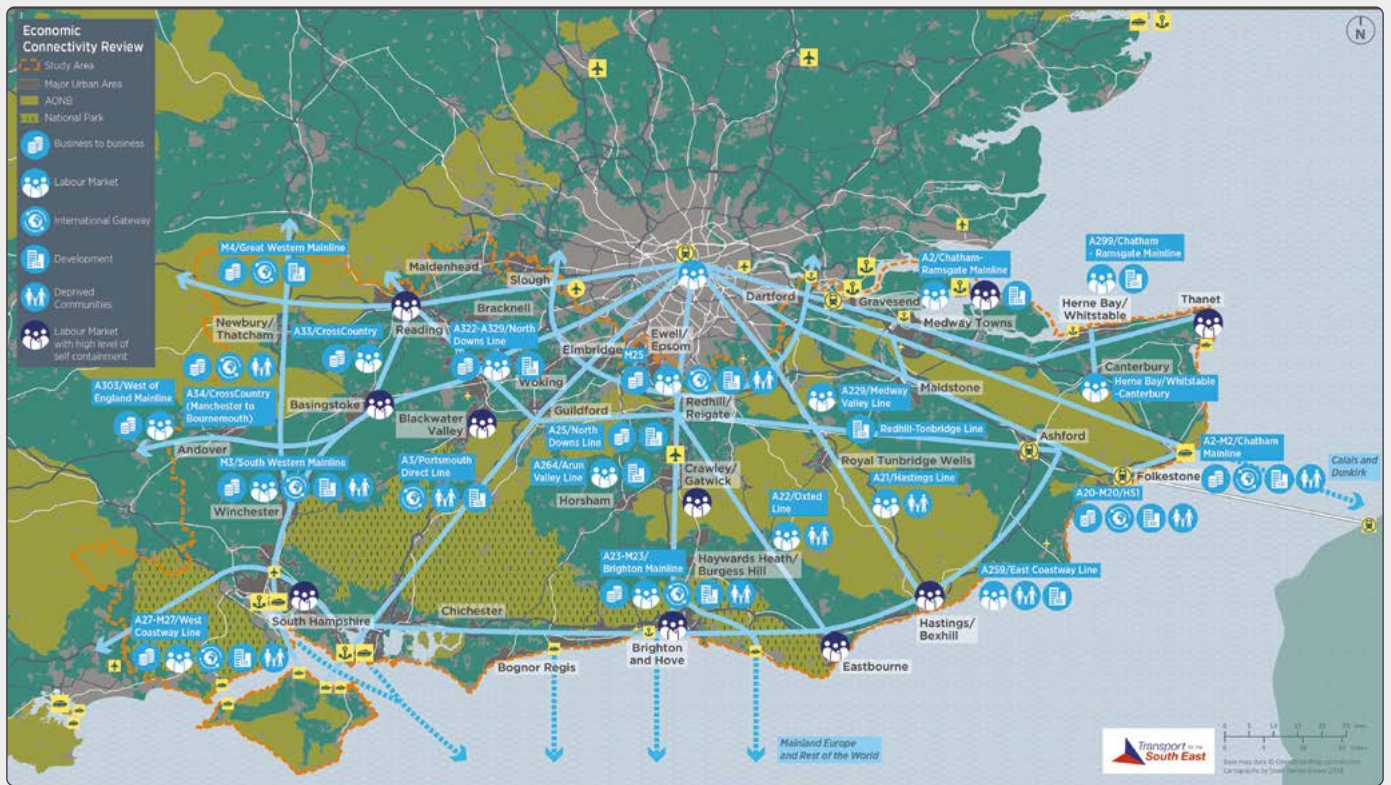 Economic
Connectivity Review
Study Area
Major Urban Area
AONB
National Park
Business to business
Labour Market
International Gateway
Development
Deprived
Communities
Labour Market
with high level of
self containment
N
M4/Great Western Mainline
Maidenhead
Slough
Bracknell
Reading
Newbury/
Thatcham
A33/CrossCountry
A322-A329/North
Downs Line
Elmbridge
Ewell/
Epsom
M25
Woking
Dartford
Gravesend
A2/Chatham-
Ramsgate Mainline
Medway Towns
A299/Chatham
- Ramsgate Mainline
Herne Bay/
Whitstable
Thanet
Canterbury
Herne Bay/Whitstable
-Canterbury
Maidstone
A229/Medway
Valley Line
Redhill-Tonbridge Line
Redhill/
Reigate
Guildford
A303/West of
England Mainline
A34/CrossCountry
(Manchester to
Bournemouth)
Basingstoke
Blackwater
Valley
Andover
A25/North
Downs Line
A264/Arun
Valley Line
Horsham
Crawley/
Gatwick
Royal Tunbridge Wells
Ashford
A2-M2/Chatham
Mainline
Calais and
Dunkirk
Folkestone
A20-M20/HS1
M3/South Western Mainline
Winchester
A3/Portsmouth
Direct Line
A22/Oxted
Line
A21/Hastings Line
A23-M23/
Brighton Mainline
Haywards Heath/
Burgess Hill
A259/East Coastway Line
Hastings/
Bexhill
Eastbourne
Brighton
and Hove
Bognor Regis
Chichester
South Hampshire
A27-M27/West
Coastway Line
Mainland Europe
and Rest of the World
Transport for the
South East